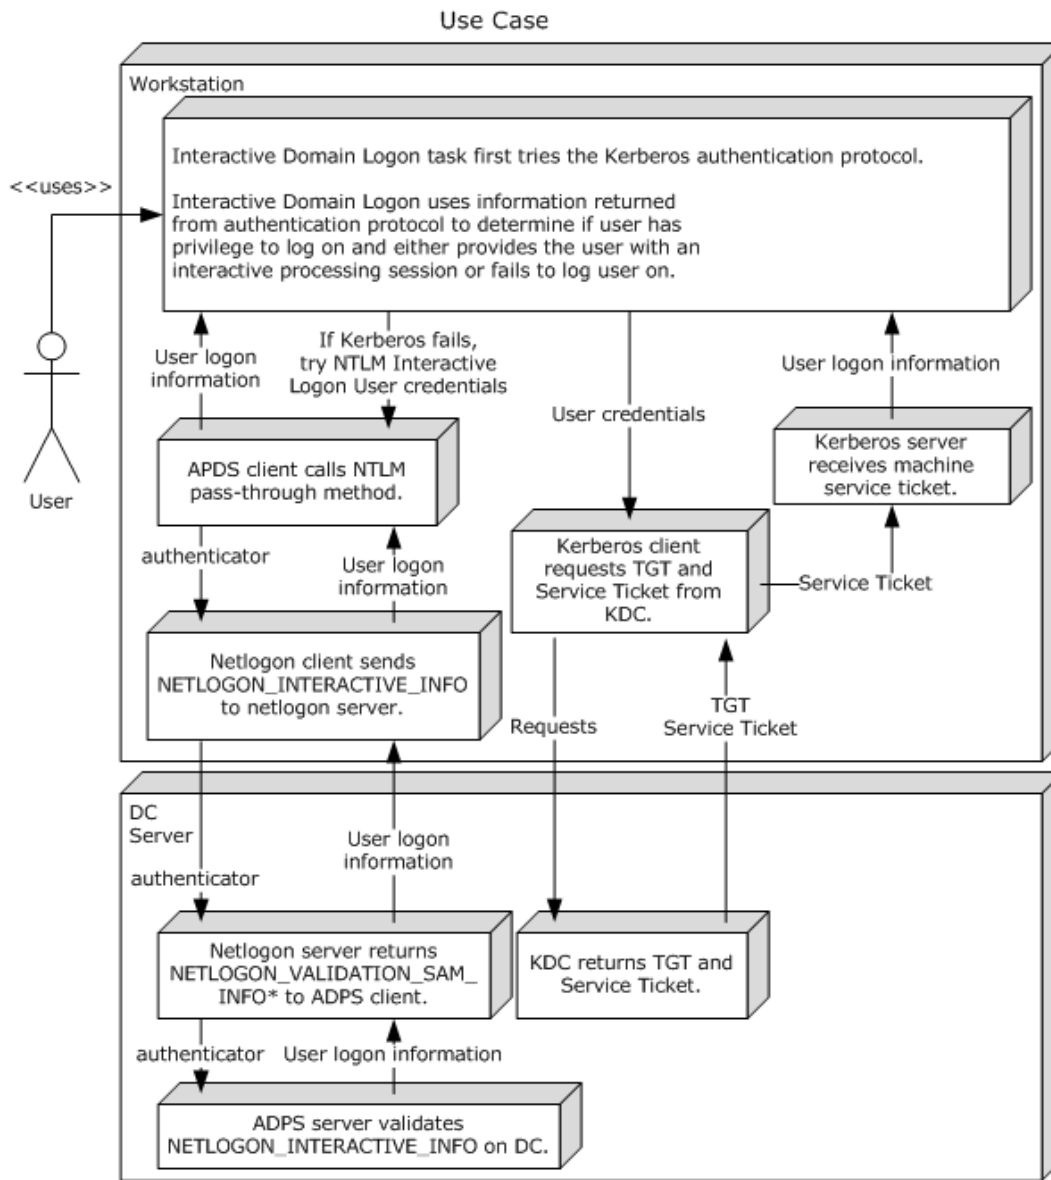 Use Case
Workstation
Interactive Domain Logon task first tries the Kerberos authentication protocol.
Interactive Domain Logon uses information returned
from authentication protocol to determine if user has
privilege to log on and either provides the user with an
interactive processing session or fails to log user on.
<<uses>>
User
User logon
information
If Kerberos fails,
try NTLM Interactive
Logon User credentials
User credentials
User logon information
APDS client calls NTLM
pass-through method.
Kerberos server
receives machine
service ticket.
authenticator
User logon
information
Kerberos client
requests TGT and
Service Ticket from
KDC.
Service Ticket
Netlogon client sends
NETLOGON_INTERACTIVE_INFO
to netlogon server.
Requests
TGT
Service Ticket
DC
Server
authenticator
User logon
information
Netlogon server returns
NETLOGON_VALIDATION_SAM_
INFO* to ADPS client.
KDC returns TGT and
Service Ticket.
authenticator
User logon information
ADPS server validates
NETLOGON_INTERACTIVE_INFO on DC.